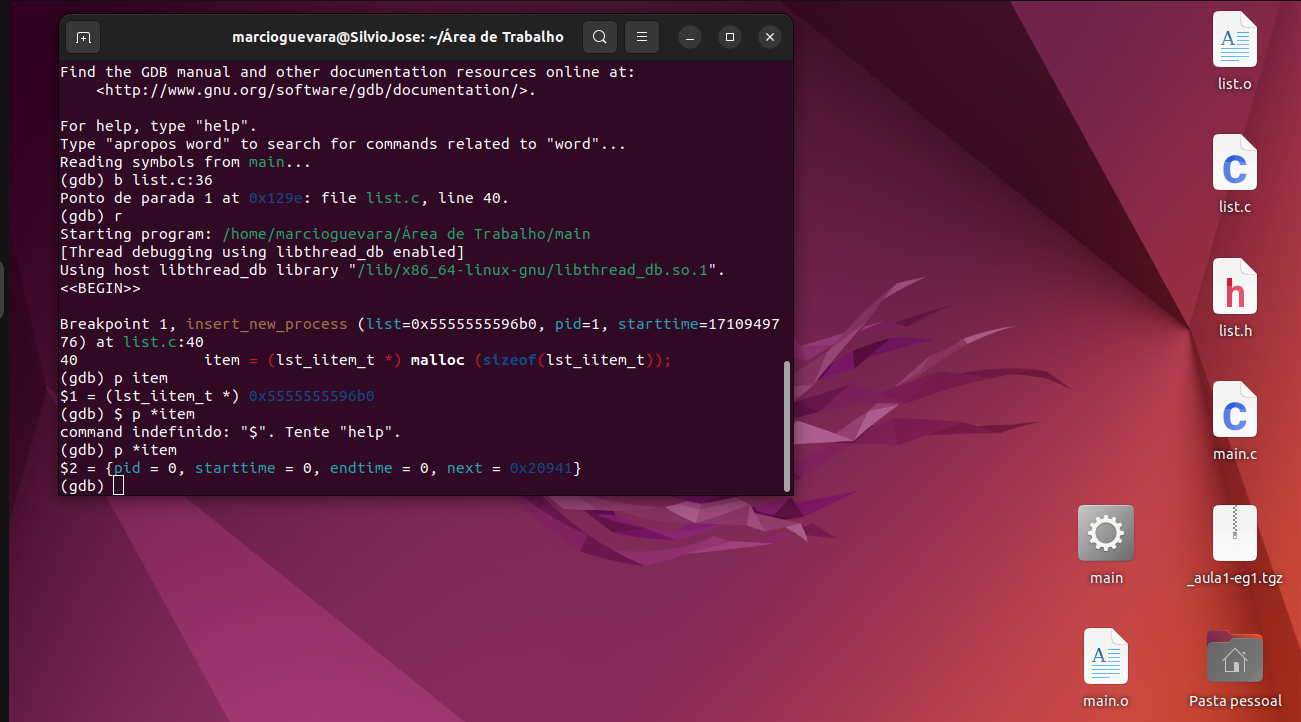 marcioguevara@SilvioJose: ~/Área de Trabalho
Find the GDB manual and other documentation resources online at:
    <http://www.gnu.org/software/gdb/documentation/>.
For help, type "help".
Type "apropos word" to search for commands related to "word"...
Reading symbols from main...
(gdb) b list.c:36
Ponto de parada 1 at 0x129e: file list.c, line 40.
(gdb) r
Starting program: /home/marcioguevara/Área de Trabalho/main
[Thread debugging using libthread_db enabled]
Using host libthread_db library "/lib/x86_64-linux-gnu/libthread_db.so.1".
<<BEGIN>>
Breakpoint 1, insert_new_process (list=0x5555555596b0, pid=1, starttime=17109497
76) at list.c:40
40              item = (lst_iitem_t *) malloc (sizeof(lst_iitem_t));
(gdb) p item
$1 = (lst_iitem_t *) 0x5555555596b0
(gdb) $ p *item
command indefinido: "$". Tente "help".
(gdb) p *item
$2 = {pid = 0, starttime = 0, endtime = 0, next = 0x20941}
(gdb)
A
list.o
c
list.c
h
list.h
c
main.c
main
_aula1-eg1.tgz
A
main.o
Pasta pessoal